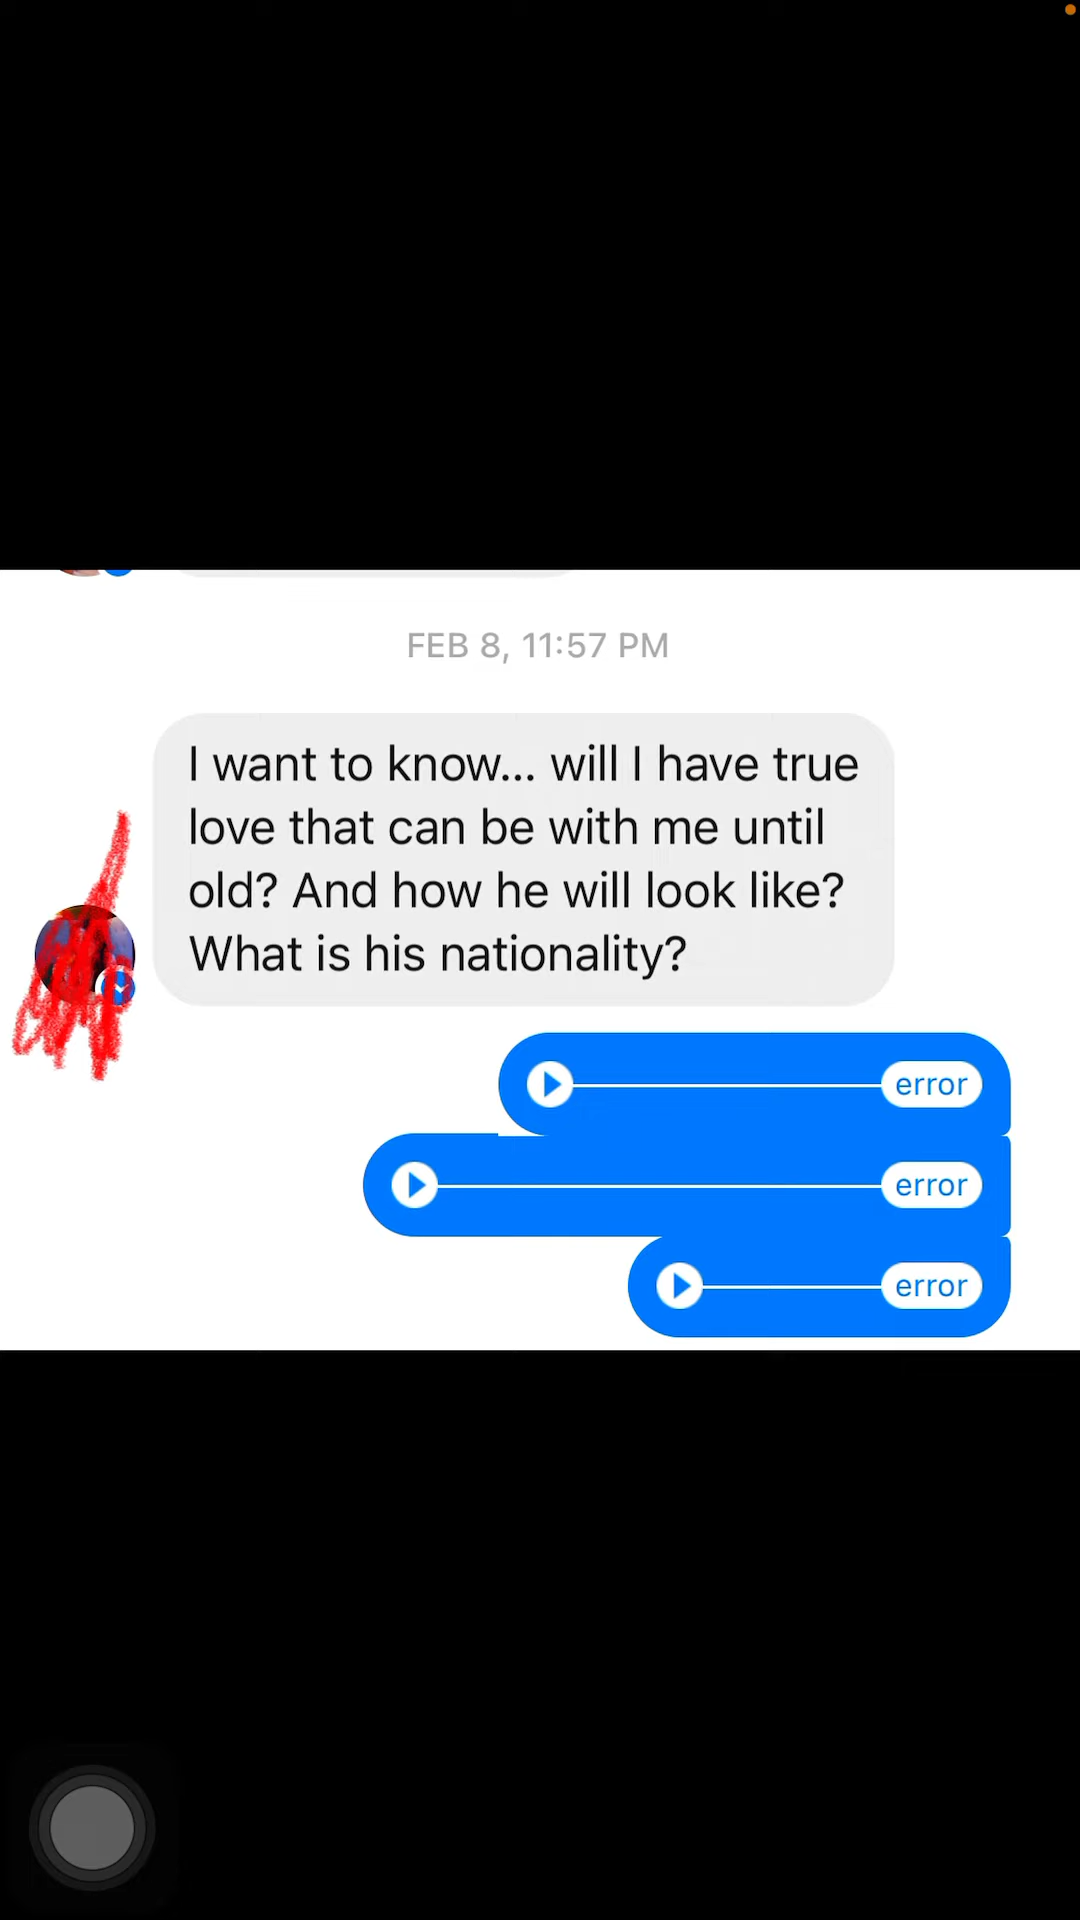 FEB 8, 11:57 PM
I want to know... will I have true
love that can be with me until
old? And how he will look like?
What is his nationality?
error
error
error